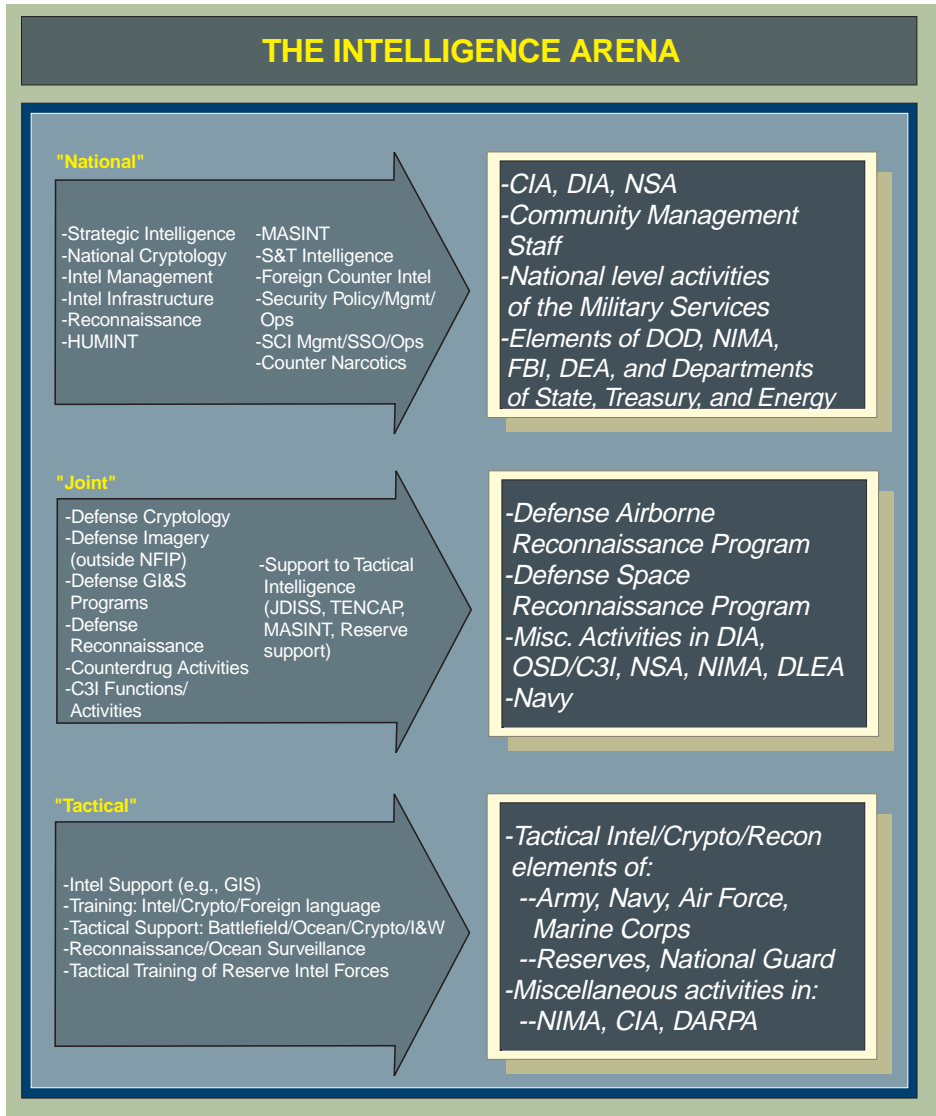 THE INTELLIGENCE ARENA
"National"
-Strategic Intelligence
-National Cryptology
-Intel Management
-Intel Infrastructure
-Reconnaissance
-HUMINT
-MASINT
-S&T Intelligence
-Foreign Counter Intel
-Security Policy/Mgmt/
Ops
-SCI Mgmt/SSO/Ops
-Counter Narcotics
-CIA, DIA, NSA
-Community Management
Staff
-National level activities
of the Military Services
-Elements of DOD, NIMA,
FBI, DEA, and Departments
of State, Treasury, and Energy
"Joint"
-Defense Cryptology
-Defense Imagery
(outside NFIP)
-Defense GI&S
Programs
-Defense
Reconnaissance
-Counterdrug Activities
-C3I Functions/
Activities
-Support to Tactical
Intelligence
(JDISS, TENCAP,
MASINT, Reserve
support)
-Defense Airborne
Reconnaissance Program
-Defense Space
Reconnaissance Program
-Misc. Activities in DIA,
OSD/C3I, NSA, NIMA, DLEA
-Navy
"Tactical"
-Intel Support (e.g., GIS)
-Training: Intel/Crypto/Foreign language
-Tactical Support: Battlefield/Ocean/Crypto/I&W
-Reconnaissance/Ocean Surveillance
-Tactical Training of Reserve Intel Forces
-Tactical Intel/Crypto/Recon
elements of:
--Army, Navy, Air Force,
Marine Corps
--Reserves, National Guard
-Miscellaneous activities in:
--NIMA, CIA, DARPA